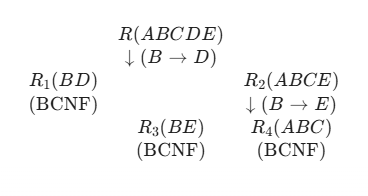 R(ABCDE)
↓ (B → D)
R₁(BD) R₂(ABCE)
(BCNF) ↓ (B → E)
R₃(BE) R₄(ABC)
(BCNF) (BCNF)